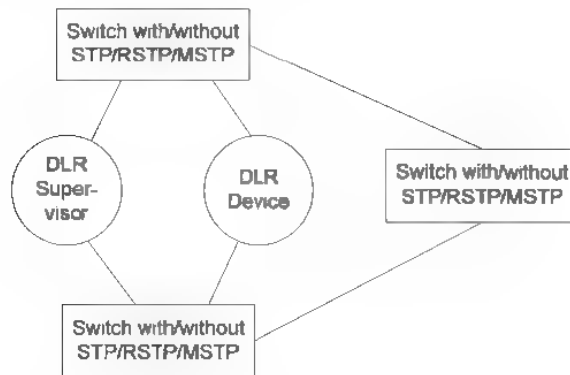 Switch with/without
STP/RSTP/MSTP
DLR
Super-
visor
DLR
Device
Switch with/without
STP/RSTP/MSTP
Switch with/without
STP/RSTP/MSTP